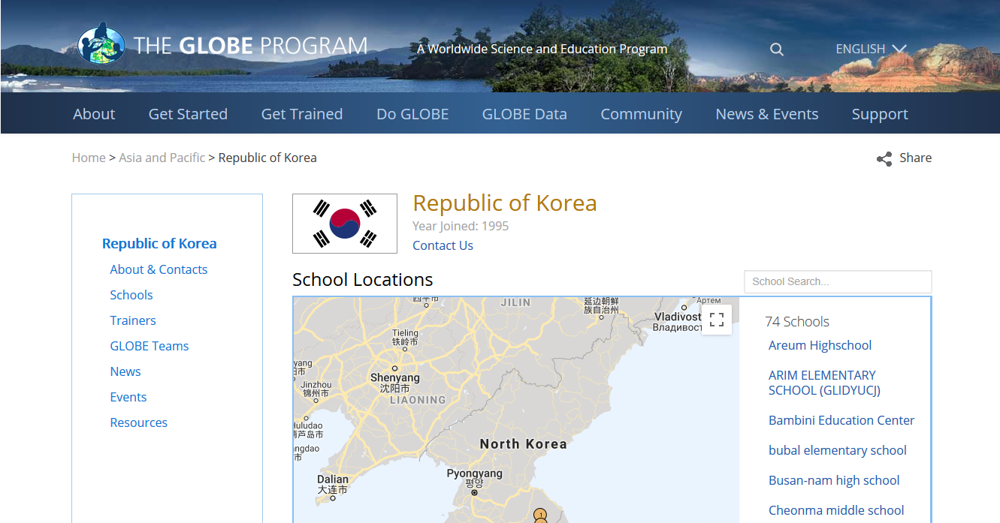 THE GLOBE PROGRAM
A Worldwide Science and Education Program
ENGLISH
About Get Started Get Trained Do GLOBE GLOBE Data Community News & Events Support
Home > Asia and Pacific > Republic of Korea
Share
Republic of Korea
About & Contacts
Schools
Trainers
GLOBE Teams
News
Events
Resources
Republic of Korea
Year Joined: 1995
Contact Us
School Locations
School Search...
四平市
JILIN
延边朝鲜
族自治州
Артем
Vladivost
Владивост
Tieling
铁岭市
yang
阳市
Shenyang
沈阳市
Jinzhou
锦州市
LIAONING
Huludao
葫芦岛市
ngdao
市
North Korea
Pyongyang
평양
Dalian
大连市
1
74 Schools
Areum Highschool
ARIM ELEMENTARY
SCHOOL (GLIDYUCJ)
Bambini Education Center
bubal elementary school
Busan-nam high school
Cheonma middle school